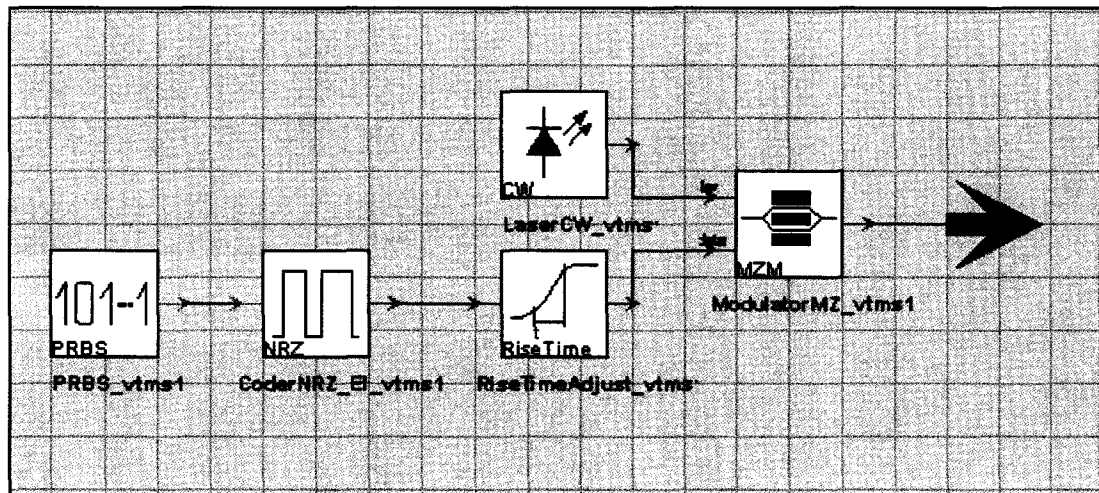 CW
LaserCW_vtms
MZM
ModulatorMZ_vtms1
101--1
PRBS
PRBS_vtms1
NRZ
CoderNRZ_El_vtms1
RiseTime
RiseTimeAdjust_vtms